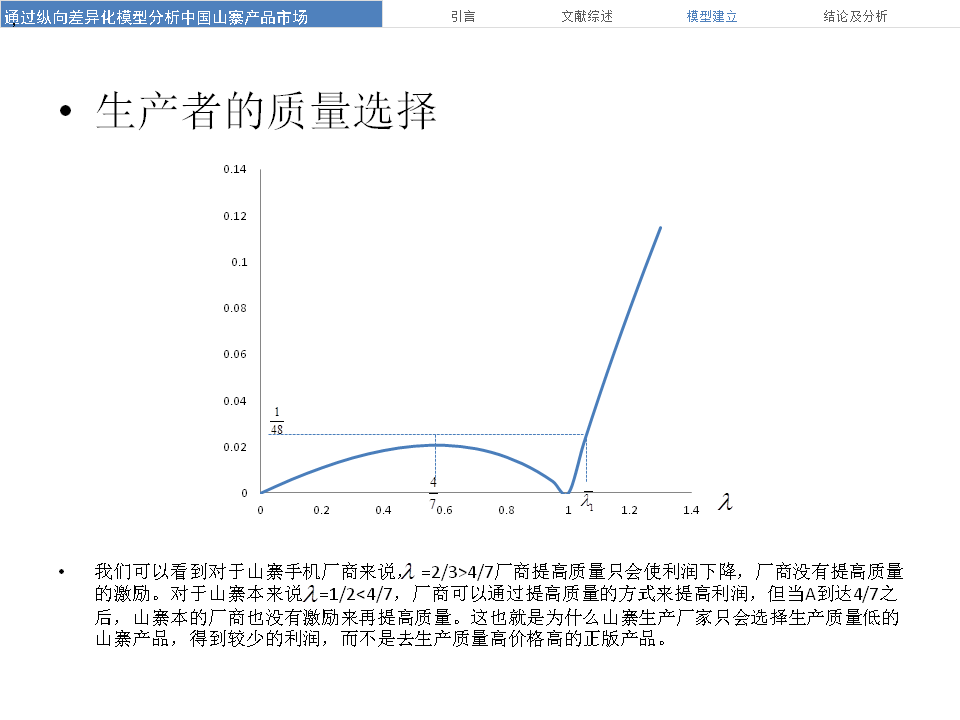 通过纵向差异化模型分析中国山寨产品市场
引言
文献综述
模型建立
结论及分析
• 生产者的质量选择
0.14
0.12
0.1
0.08
0.06
0.04
0.02
0
1/48
4/7
λ̄₁
0 0.2 0.4 0.6 0.8 1 1.2 1.4
λ
• 我们可以看到对于山寨手机厂商来说,λ =2/3>4/7厂商提高质量只会使利润下降，厂商没有提高质量
的激励。对于山寨本来说λ=1/2<4/7，厂商可以通过提高质量的方式来提高利润，但当A到达4/7之
后，山寨本的厂商也没有激励来再提高质量。这也就是为什么山寨生产厂家只会选择生产质量低的
山寨产品，得到较少的利润，而不是去生产质量高价格高的正版产品。